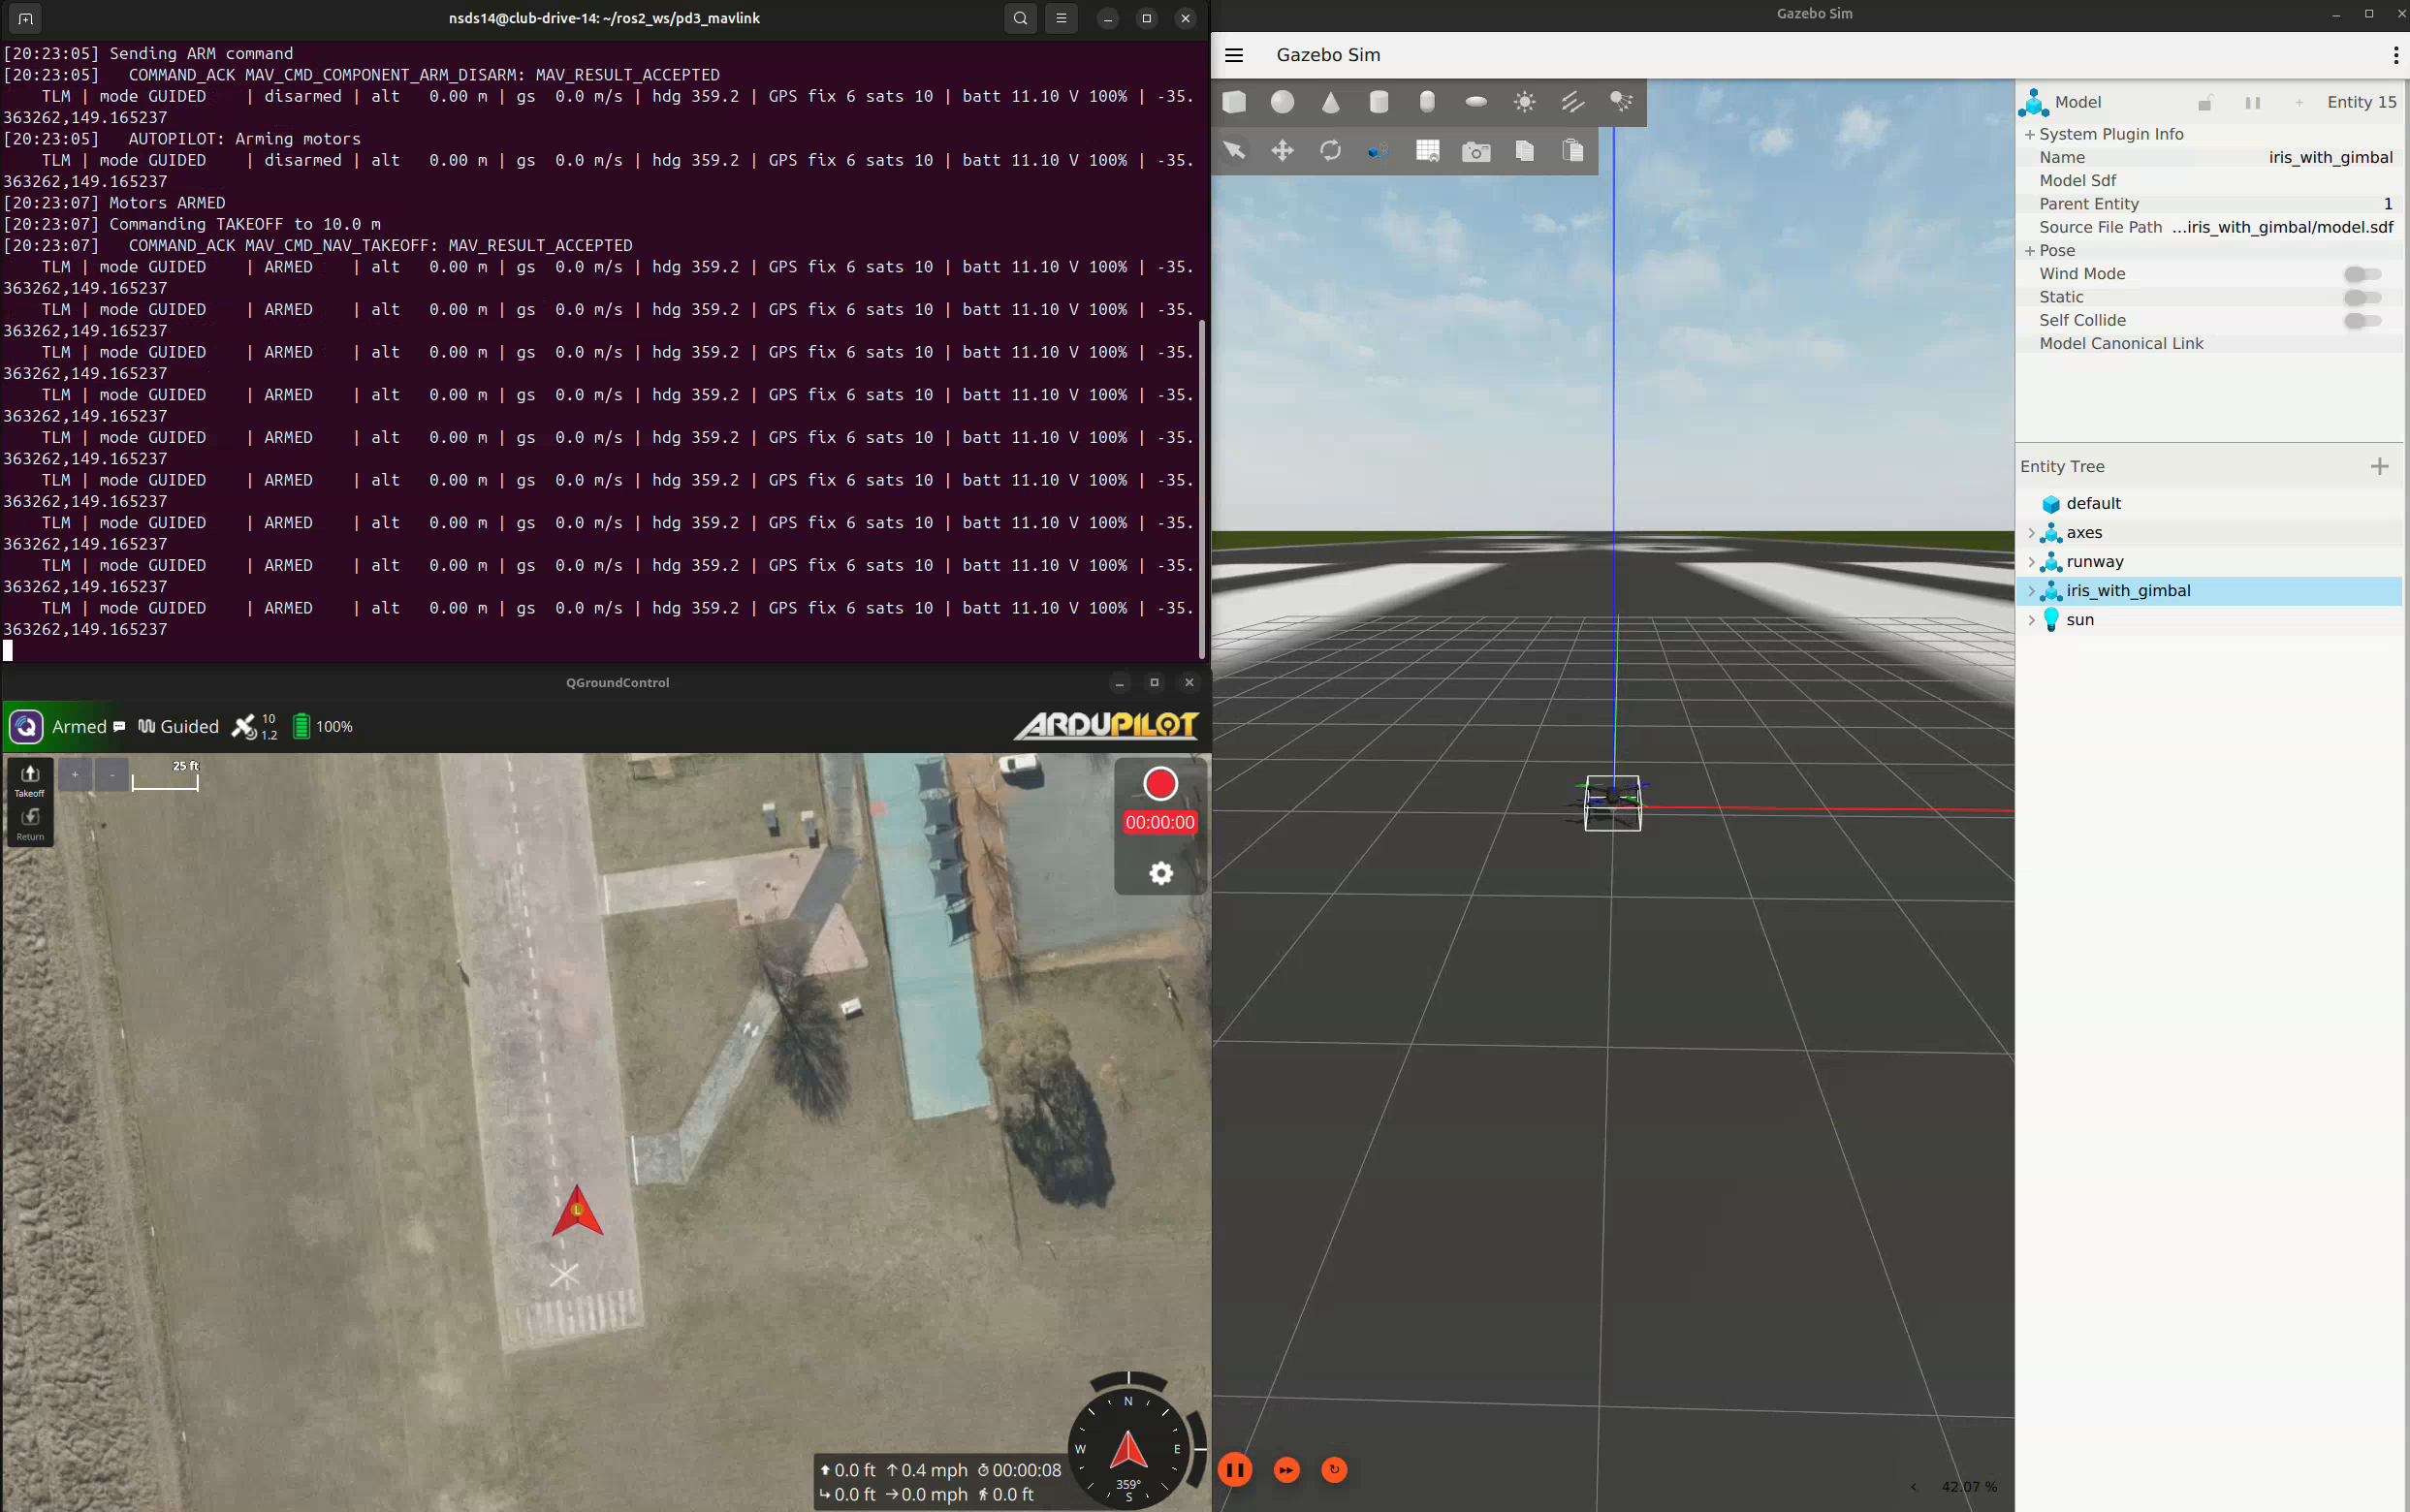 nsds14@club-drive-14: ~/ros2_ws/pd3_mavlink
[20:23:05] Sending ARM command
[20:23:05]   COMMAND_ACK MAV_CMD_COMPONENT_ARM_DISARM: MAV_RESULT_ACCEPTED
    TLM | mode GUIDED    | disarmed | alt   0.00 m | gs  0.0 m/s | hdg 359.2 | GPS fix 6 sats 10 | batt 11.10 V 100% | -35.
363262,149.165237
[20:23:05]   AUTOPILOT: Arming motors
    TLM | mode GUIDED    | disarmed | alt   0.00 m | gs  0.0 m/s | hdg 359.2 | GPS fix 6 sats 10 | batt 11.10 V 100% | -35.
363262,149.165237
[20:23:07] Motors ARMED
[20:23:07] Commanding TAKEOFF to 10.0 m
[20:23:07]   COMMAND_ACK MAV_CMD_NAV_TAKEOFF: MAV_RESULT_ACCEPTED
    TLM | mode GUIDED    | ARMED    | alt   0.00 m | gs  0.0 m/s | hdg 359.2 | GPS fix 6 sats 10 | batt 11.10 V 100% | -35.
363262,149.165237
    TLM | mode GUIDED    | ARMED    | alt   0.00 m | gs  0.0 m/s | hdg 359.2 | GPS fix 6 sats 10 | batt 11.10 V 100% | -35.
363262,149.165237
    TLM | mode GUIDED    | ARMED    | alt   0.00 m | gs  0.0 m/s | hdg 359.2 | GPS fix 6 sats 10 | batt 11.10 V 100% | -35.
363262,149.165237
    TLM | mode GUIDED    | ARMED    | alt   0.00 m | gs  0.0 m/s | hdg 359.2 | GPS fix 6 sats 10 | batt 11.10 V 100% | -35.
363262,149.165237
    TLM | mode GUIDED    | ARMED    | alt   0.00 m | gs  0.0 m/s | hdg 359.2 | GPS fix 6 sats 10 | batt 11.10 V 100% | -35.
363262,149.165237
    TLM | mode GUIDED    | ARMED    | alt   0.00 m | gs  0.0 m/s | hdg 359.2 | GPS fix 6 sats 10 | batt 11.10 V 100% | -35.
363262,149.165237
    TLM | mode GUIDED    | ARMED    | alt   0.00 m | gs  0.0 m/s | hdg 359.2 | GPS fix 6 sats 10 | batt 11.10 V 100% | -35.
363262,149.165237
    TLM | mode GUIDED    | ARMED    | alt   0.00 m | gs  0.0 m/s | hdg 359.2 | GPS fix 6 sats 10 | batt 11.10 V 100% | -35.
363262,149.165237
    TLM | mode GUIDED    | ARMED    | alt   0.00 m | gs  0.0 m/s | hdg 359.2 | GPS fix 6 sats 10 | batt 11.10 V 100% | -35.
363262,149.165237
QGroundControl
Armed Guided 10 1.2 100%
ARDUPILOT
Takeoff
Return
25 ft
00:00:00
L
N
W E
359°
S
0.0 ft 0.4 mph 00:00:08
0.0 ft 0.0 mph 0.0 ft
Gazebo Sim
Gazebo Sim
Model Entity 15
System Plugin Info
Name iris_with_gimbal
Model Sdf
Parent Entity 1
Source File Path ...iris_with_gimbal/model.sdf
Pose
Wind Mode
Static
Self Collide
Model Canonical Link
Entity Tree
default
axes
runway
iris_with_gimbal
sun
42.07 %